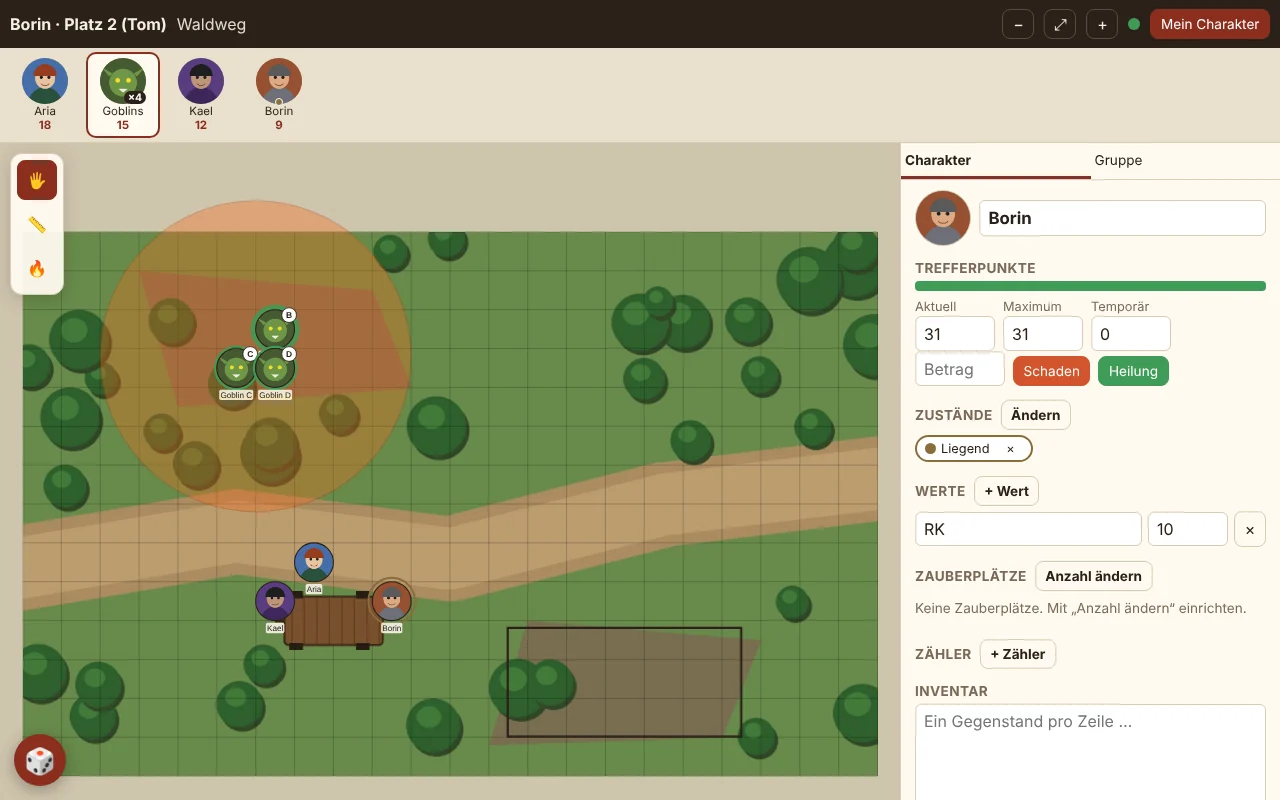 Borin · Platz 2 (Tom) Waldweg
− ⤢ + Mein Charakter
×4
Aria Goblins Kael Borin
18 15 12 9
Charakter Gruppe
Borin
TREFFERPUNKTE
Aktuell Maximum Temporär
31 31 0
Betrag Schaden Heilung
ZUSTÄNDE Ändern
Liegend ×
WERTE + Wert
RK 10 ×
ZAUBERPLÄTZE Anzahl ändern
Keine Zauberplätze. Mit „Anzahl ändern“ einrichten.
ZÄHLER + Zähler
INVENTAR
Ein Gegenstand pro Zeile ...
B
C D
Goblin C Goblin D
Aria
Kael Borin